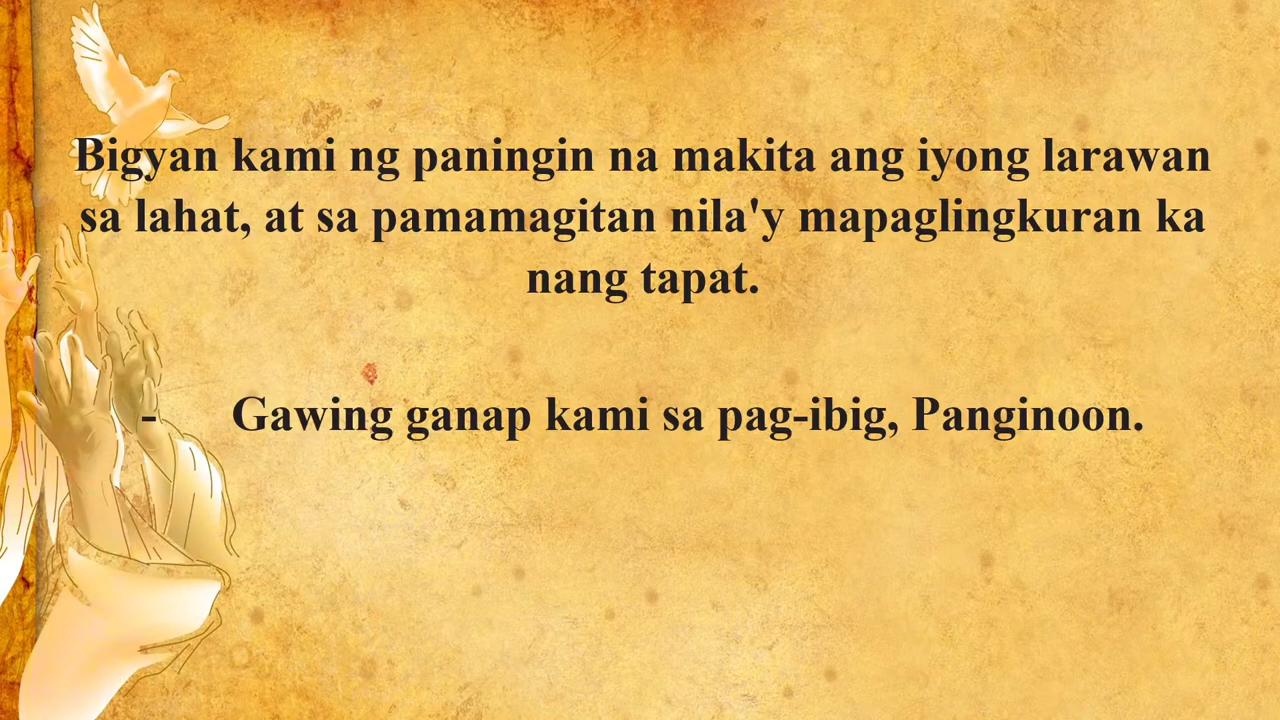 Bigyan kami ng paningin na makita ang iyong larawan
sa lahat, at sa pamamagitan nila'y mapaglingkuran ka
nang tapat.
- Gawing ganap kami sa pag-ibig, Panginoon.